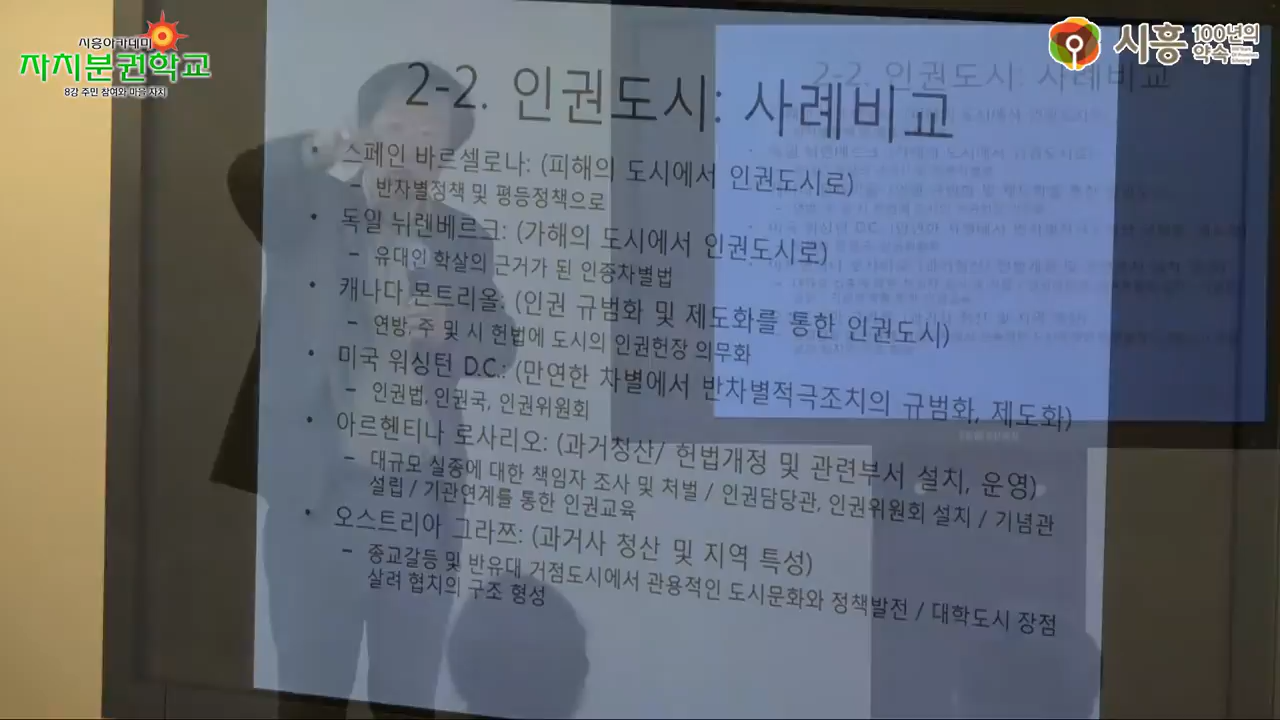 시흥아카데미
자치분권학교
8강 주민 참여와 마을 자치
시흥
100년의
약속
2-2. 인권도시: 사례비교
• 스페인 바르셀로나: (피해의 도시에서 인권도시로)
– 반차별정책 및 평등정책으로
• 독일 뉘렌베르크: (가해의 도시에서 인권도시로)
– 유대인 학살의 근거가 된 인종차별법
• 캐나다 몬트리올: (인권 규범화 및 제도화를 통한 인권도시)
– 연방, 주 및 시 헌법에 도시의 인권헌장 의무화
• 미국 워싱턴 D.C.: (만연한 차별에서 반차별적극조치의 규범화, 제도화)
– 인권법, 인권국, 인권위원회
• 아르헨티나 로사리오: (과거청산/ 헌법개정 및 관련부서 설치, 운영)
– 대규모 실종에 대한 책임자 조사 및 처벌 / 인권담당관, 인권위원회 설치 / 기념관
설립 / 기관연계를 통한 인권교육
• 오스트리아 그라쯔: (과거사 청산 및 지역 특성)
– 종교갈등 및 반유대 거점도시에서 관용적인 도시문화와 정책발전 / 대학도시 장점
살려 협치의 구조 형성
2-2. 인권도시: 사례비교